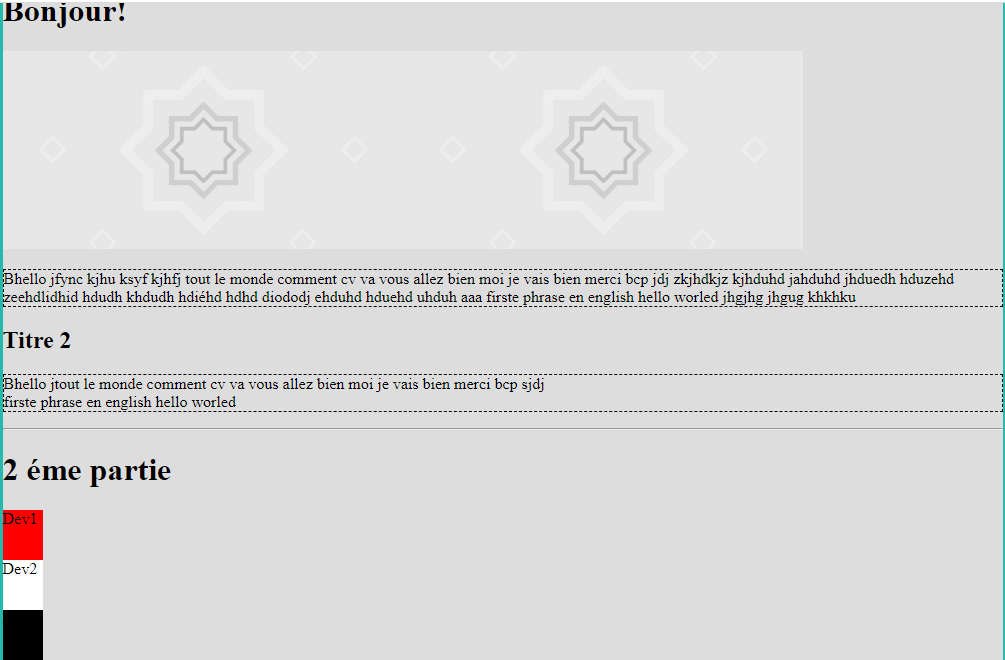 Bonjour!
Bhello jfync kjhu ksyf kjhfj tout le monde comment cv va vous allez bien moi je vais bien merci bcp jdj zkjhdkjz kjhduhd jahduhd jhduedh hduzehd
zeehdlidhid hdudh khdudh hdiéhd hdhd diododj ehduhd hduehd uhduh aaa firste phrase en english hello worled jhgjhg jhgug khkhku
Titre 2
Bhello jtout le monde comment cv va vous allez bien moi je vais bien merci bcp sjdj
firste phrase en english hello worled
2 éme partie
Dev1
Dev2